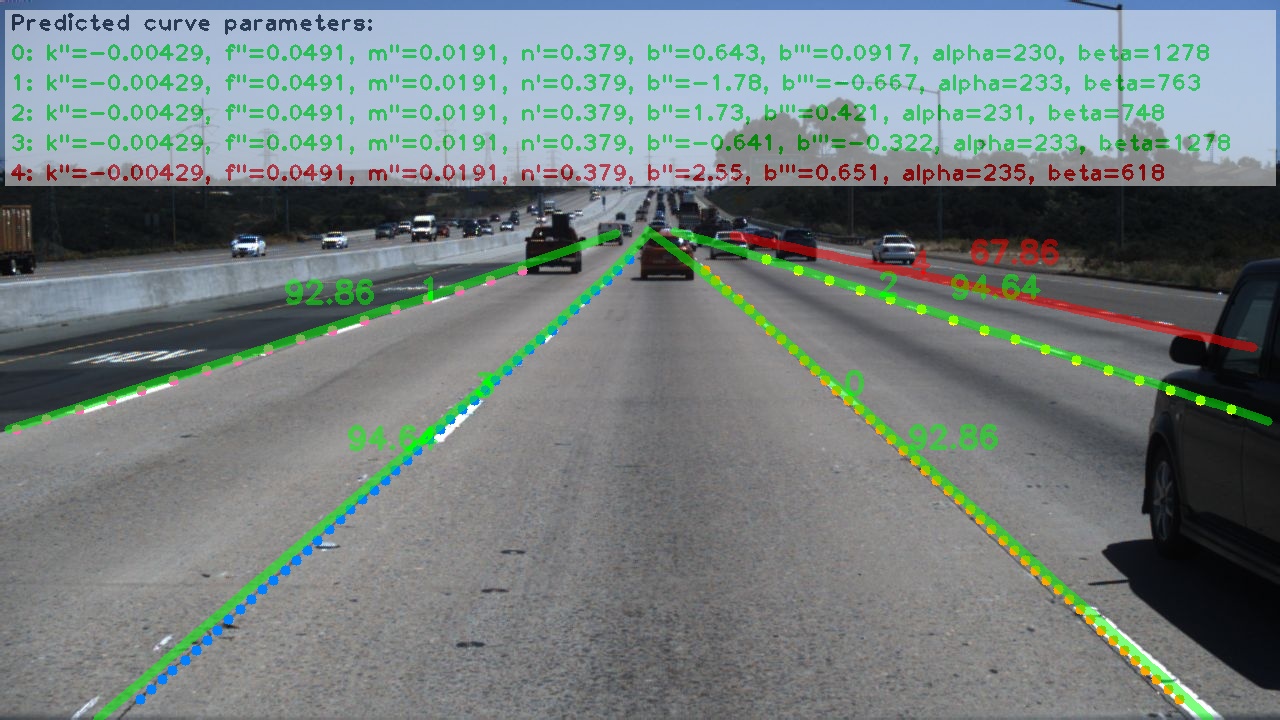 Predicted curve parameters:
0: k''=-0.00429, f''=0.0491, m''=0.0191, n'=0.379, b''=0.643, b'''=0.0917, alpha=230, beta=1278
1: k''=-0.00429, f''=0.0491, m''=0.0191, n'=0.379, b''=-1.78, b'''=-0.667, alpha=233, beta=763
2: k''=-0.00429, f''=0.0491, m''=0.0191, n'=0.379, b''=1.73, b'''=0.421, alpha=231, beta=748
3: k''=-0.00429, f''=0.0491, m''=0.0191, n'=0.379, b''=-0.641, b'''=-0.322, alpha=233, beta=1278
4: k''=-0.00429, f''=0.0491, m''=0.0191, n'=0.379, b''=2.55, b'''=0.651, alpha=235, beta=618
4 67.86
92.86 1
2 94.64
HOV
0
94.64
92.86